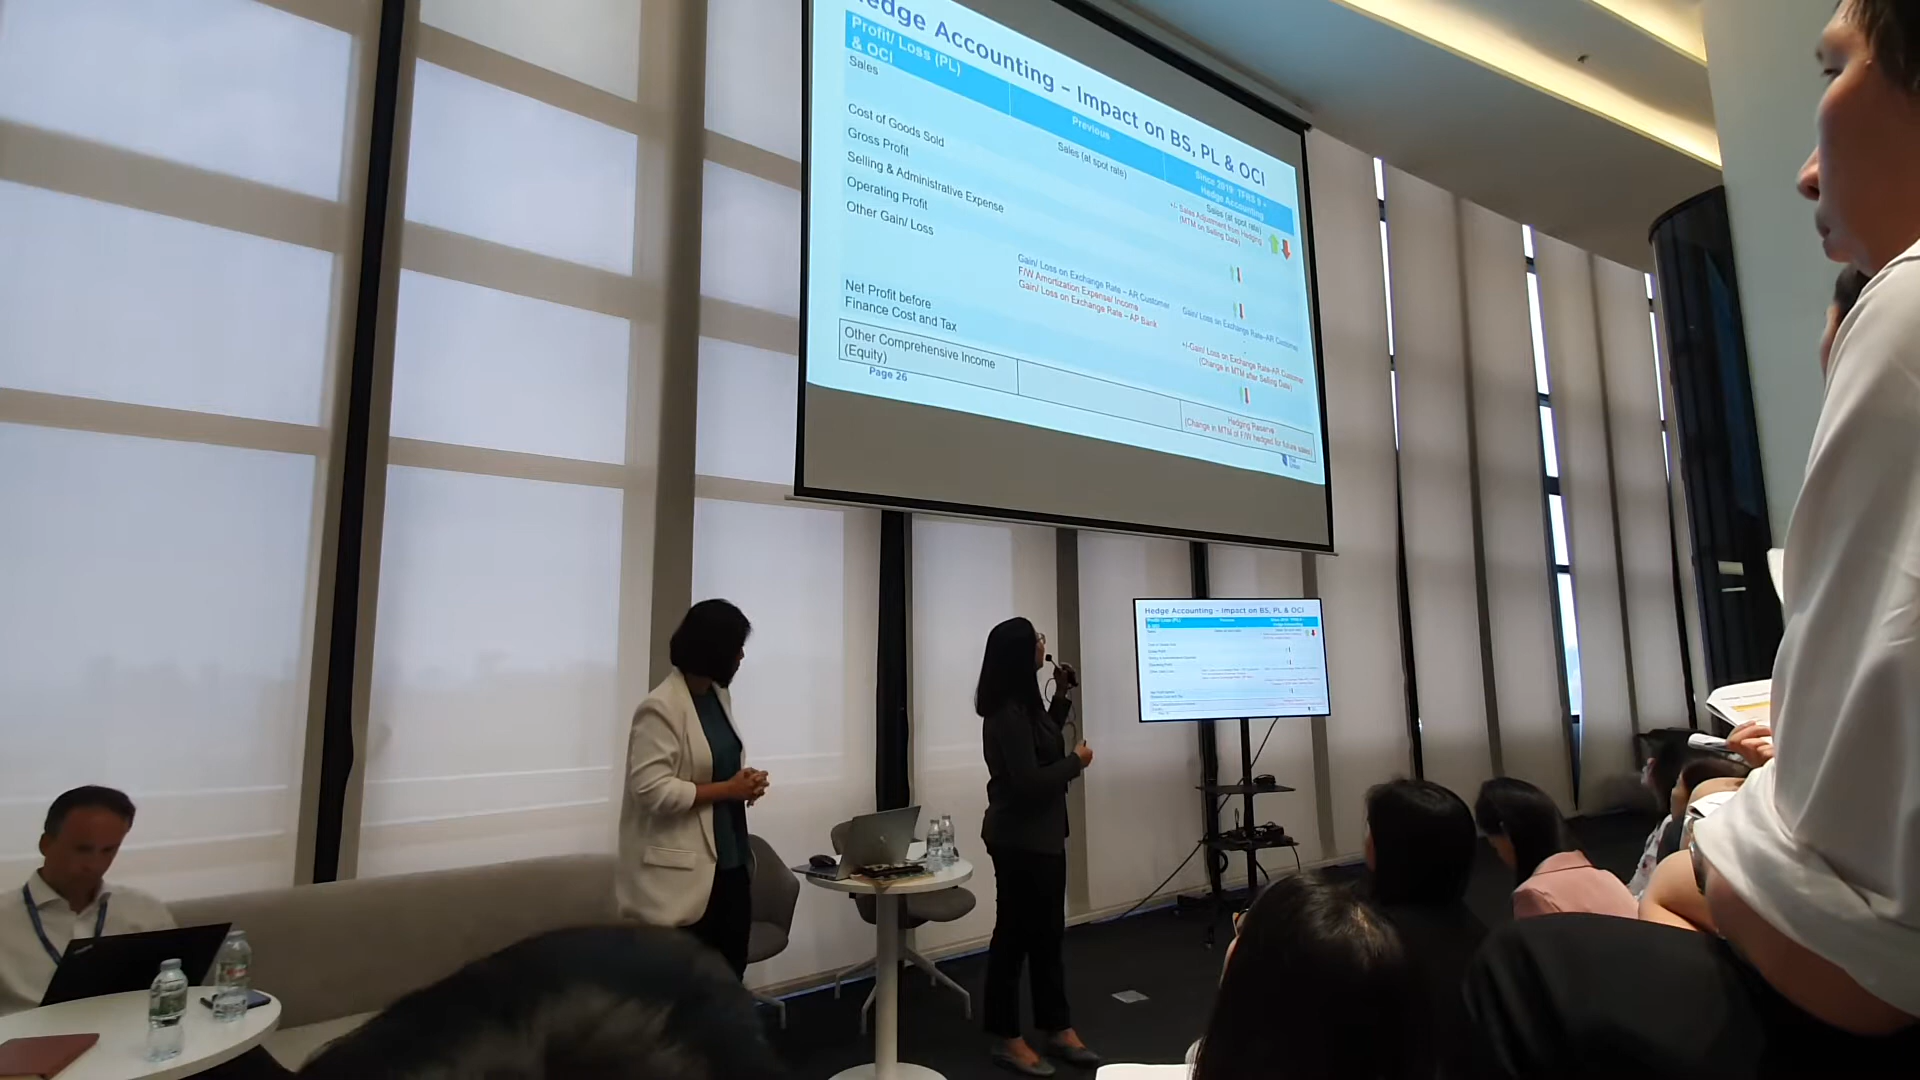 Hedge Accounting – Impact on BS, PL & OCI
Profit/ Loss (PL)
& OCI
Previous
Since 2019: TFRS 9 –
Hedge Accounting
Sales
Sales (at spot rate)
Sales (at spot rate)
+/- Sales Adjustment from Hedging
(MTM on Selling Date)
Cost of Goods Sold
Gross Profit
Selling & Administrative Expense
Operating Profit
Other Gain/ Loss
Gain/ Loss on Exchange Rate – AR Customer
F/W Amortization Expense/ Income
Gain/ Loss on Exchange Rate – AP Bank
Gain/ Loss on Exchange Rate–AR Customer
+/-Gain/ Loss on Exchange Rate-AR Customer
(Change in MTM after Selling Date)
Net Profit before
Finance Cost and Tax
Other Comprehensive Income
(Equity)
Hedging Reserve
(Change in MTM of F/W hedged for future sales)
Page 26
Hedge Accounting – Impact on BS, PL & OCI
Profit/ Loss (PL)
& OCI
Previous